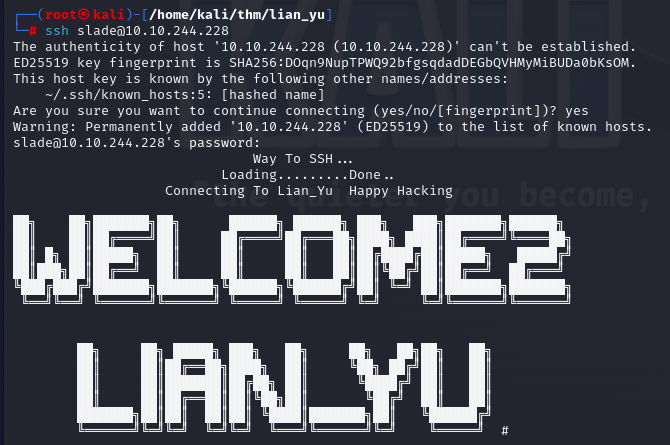 ┌──(root㉿kali)-[/home/kali/thm/lian_yu]
└─# ssh slade@10.10.244.228
The authenticity of host '10.10.244.228 (10.10.244.228)' can't be established.
ED25519 key fingerprint is SHA256:DOqn9NupTPWQ92bfgsqdadDEGbQVHMyMiBUDa0bKsOM.
This host key is known by the following other names/addresses:
~/.ssh/known_hosts:5: [hashed name]
Are you sure you want to continue connecting (yes/no/[fingerprint])? yes
Warning: Permanently added '10.10.244.228' (ED25519) to the list of known hosts.
slade@10.10.244.228's password:
Way To SSH...
Loading.........Done..
Connecting To Lian_Yu  Happy Hacking
"the quieter you become,
WELCOME2
LIAN_YU #